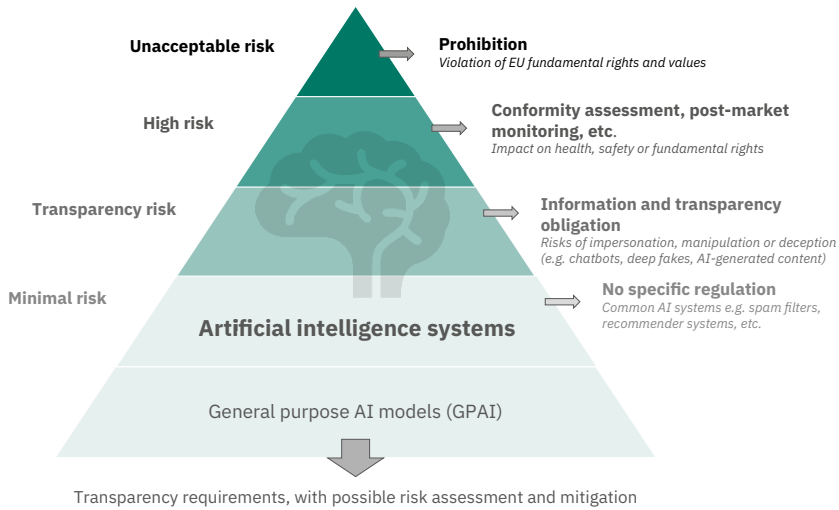 Unacceptable risk
Prohibition
Violation of EU fundamental rights and values
High risk
Conformity assessment, post-market
monitoring, etc.
Impact on health, safety or fundamental rights
Transparency risk
Information and transparency
obligation
Risks of impersonation, manipulation or deception
(e.g. chatbots, deep fakes, AI-generated content)
Minimal risk
No specific regulation
Common AI systems e.g. spam filters,
recommender systems, etc.
Artificial intelligence systems
General purpose AI models (GPAI)
Transparency requirements, with possible risk assessment and mitigation